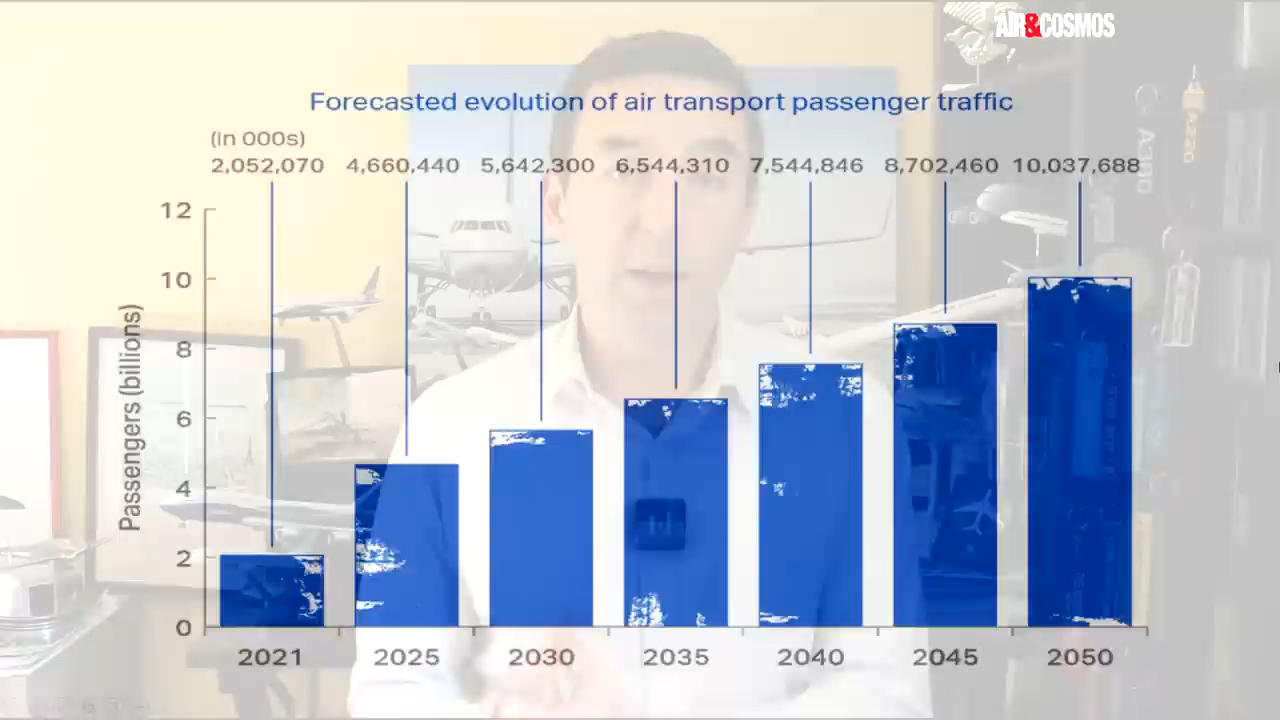 AIR&COSMOS
Forecasted evolution of air transport passenger traffic
(In 000s)
2,052,070 4,660,440 5,642,300 6,544,310 7,544,846 8,702,460 10,037,688
12
10
8
6
4
2
0
Passengers (billions)
2021 2025 2030 2035 2040 2045 2050
A350
A220